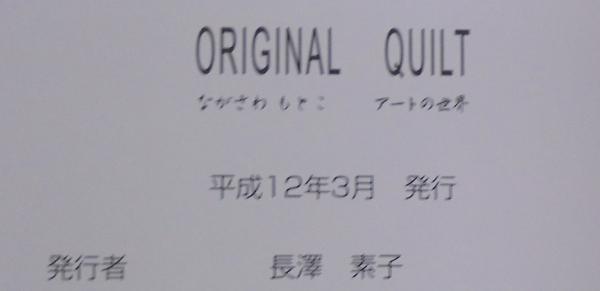 ORIGINAL QUILT
ながさわ もとこ　アートの世界
平成12年3月　発行
発行者　長澤　素子